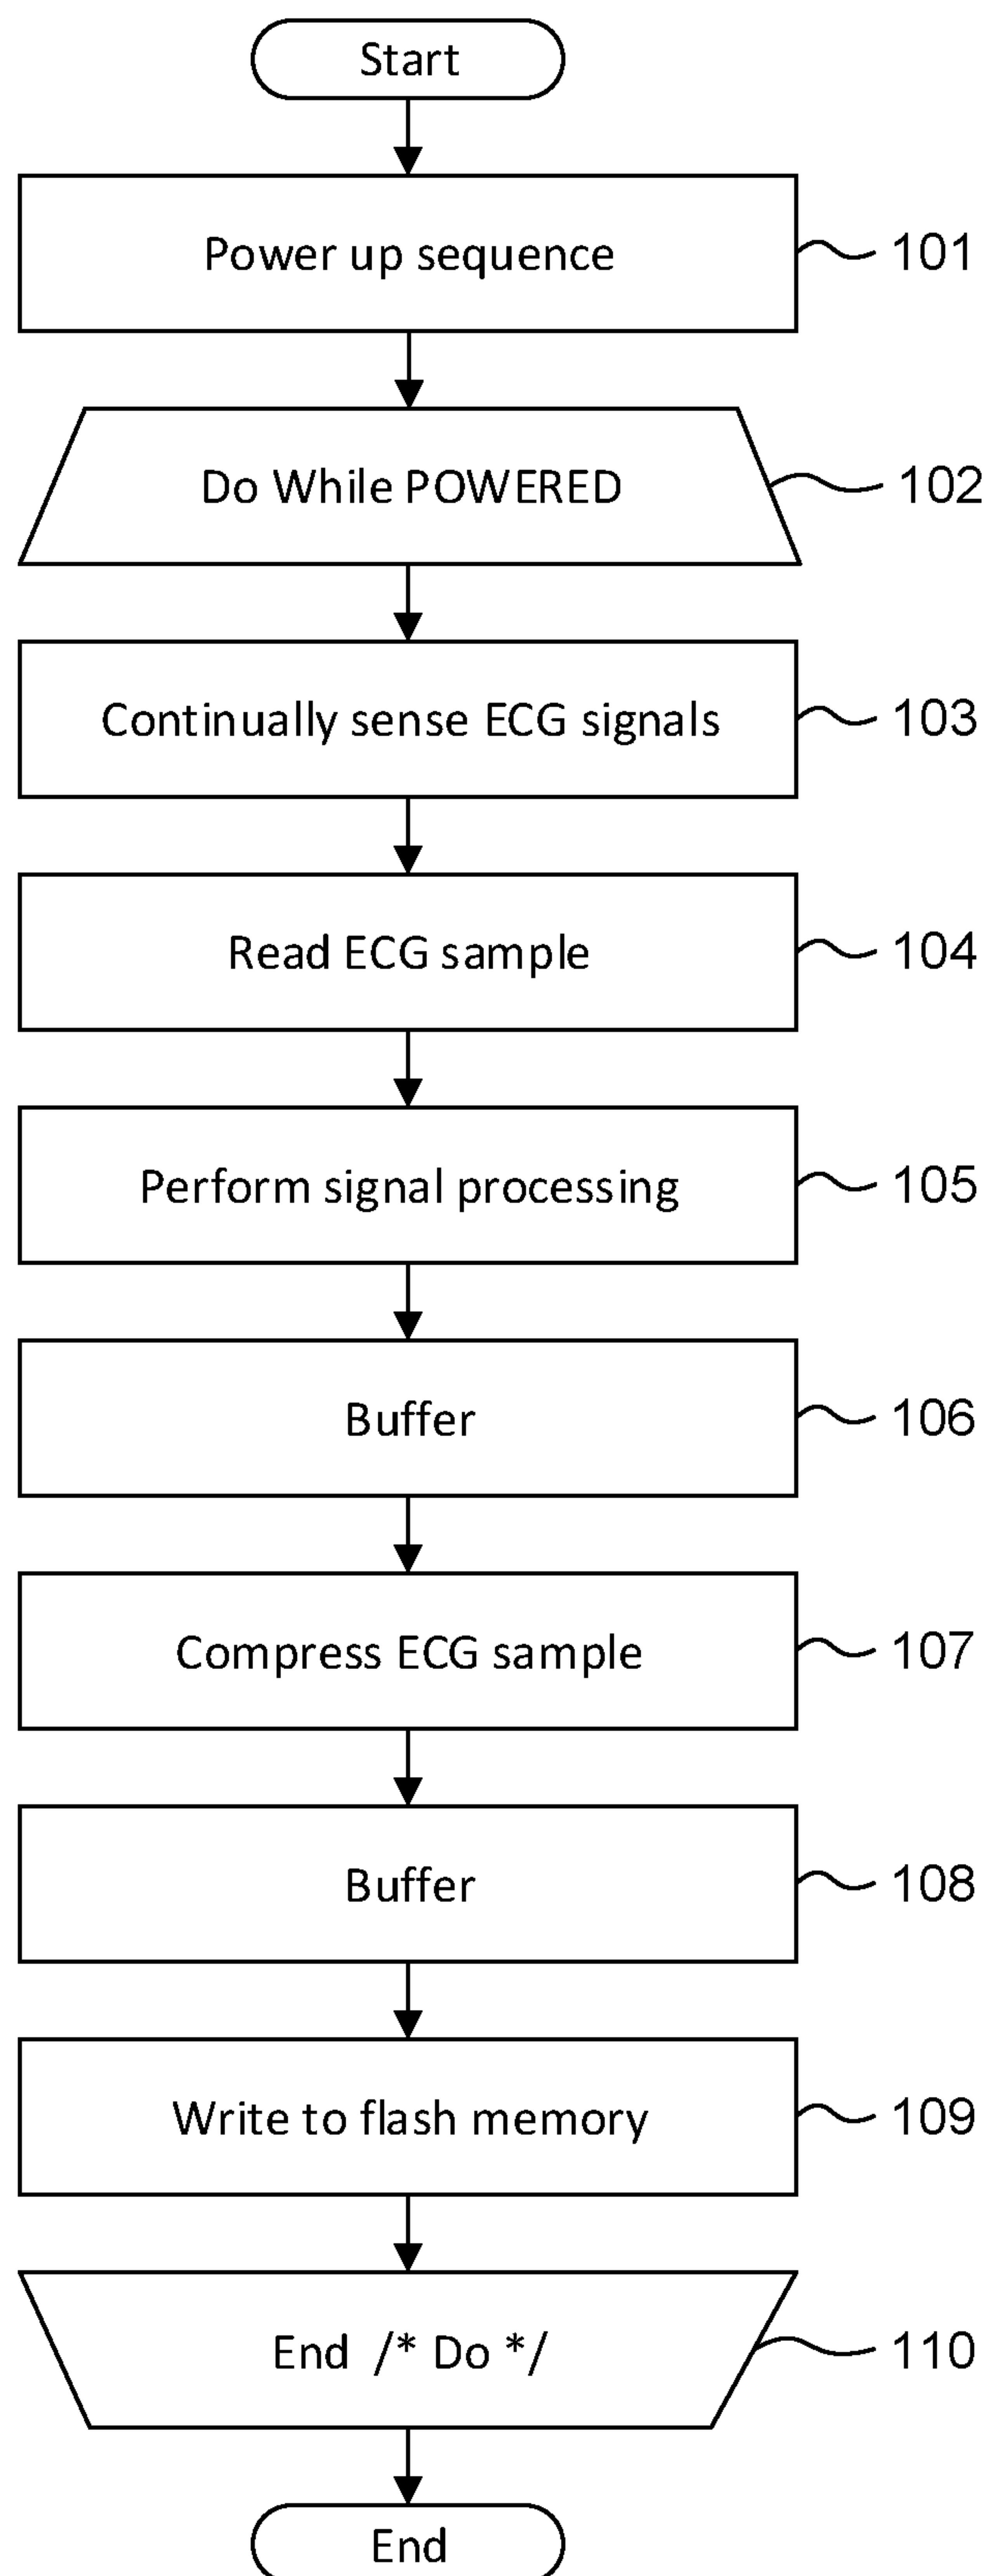 Start
Power up sequence
101
Do While POWERED
102
Continually sense ECG signals
103
Read ECG sample
104
Perform signal processing
105
Buffer
106
Compress ECG sample
107
Buffer
108
Write to flash memory
109
End /* Do */
110
End